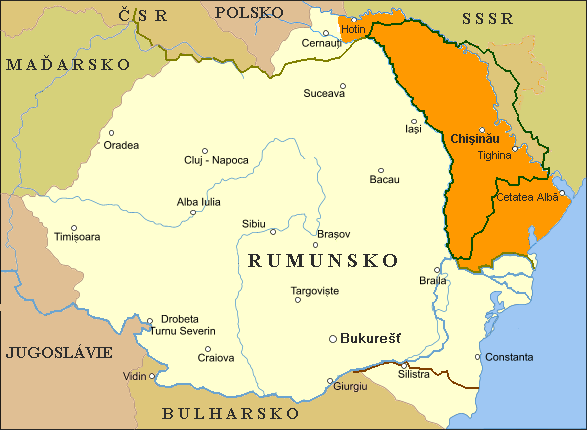 ČSR
POLSKO
SSSR
Hotin
Cernauți
MAĎARSKO
Suceava
Iași
Chişinău
Oradea
Tighina
Cluj - Napoca
Bacau
Cetatea Albă
Alba Iulia
Sibiu
Brașov
Timișoara
RUMUNSKO
Braila
Targoviște
Drobeta
Turnu Severin
Bukurešť
JUGOSLÁVIE
Craiova
Constanta
Vidin
Silistra
Giurgiu
BULHARSKO